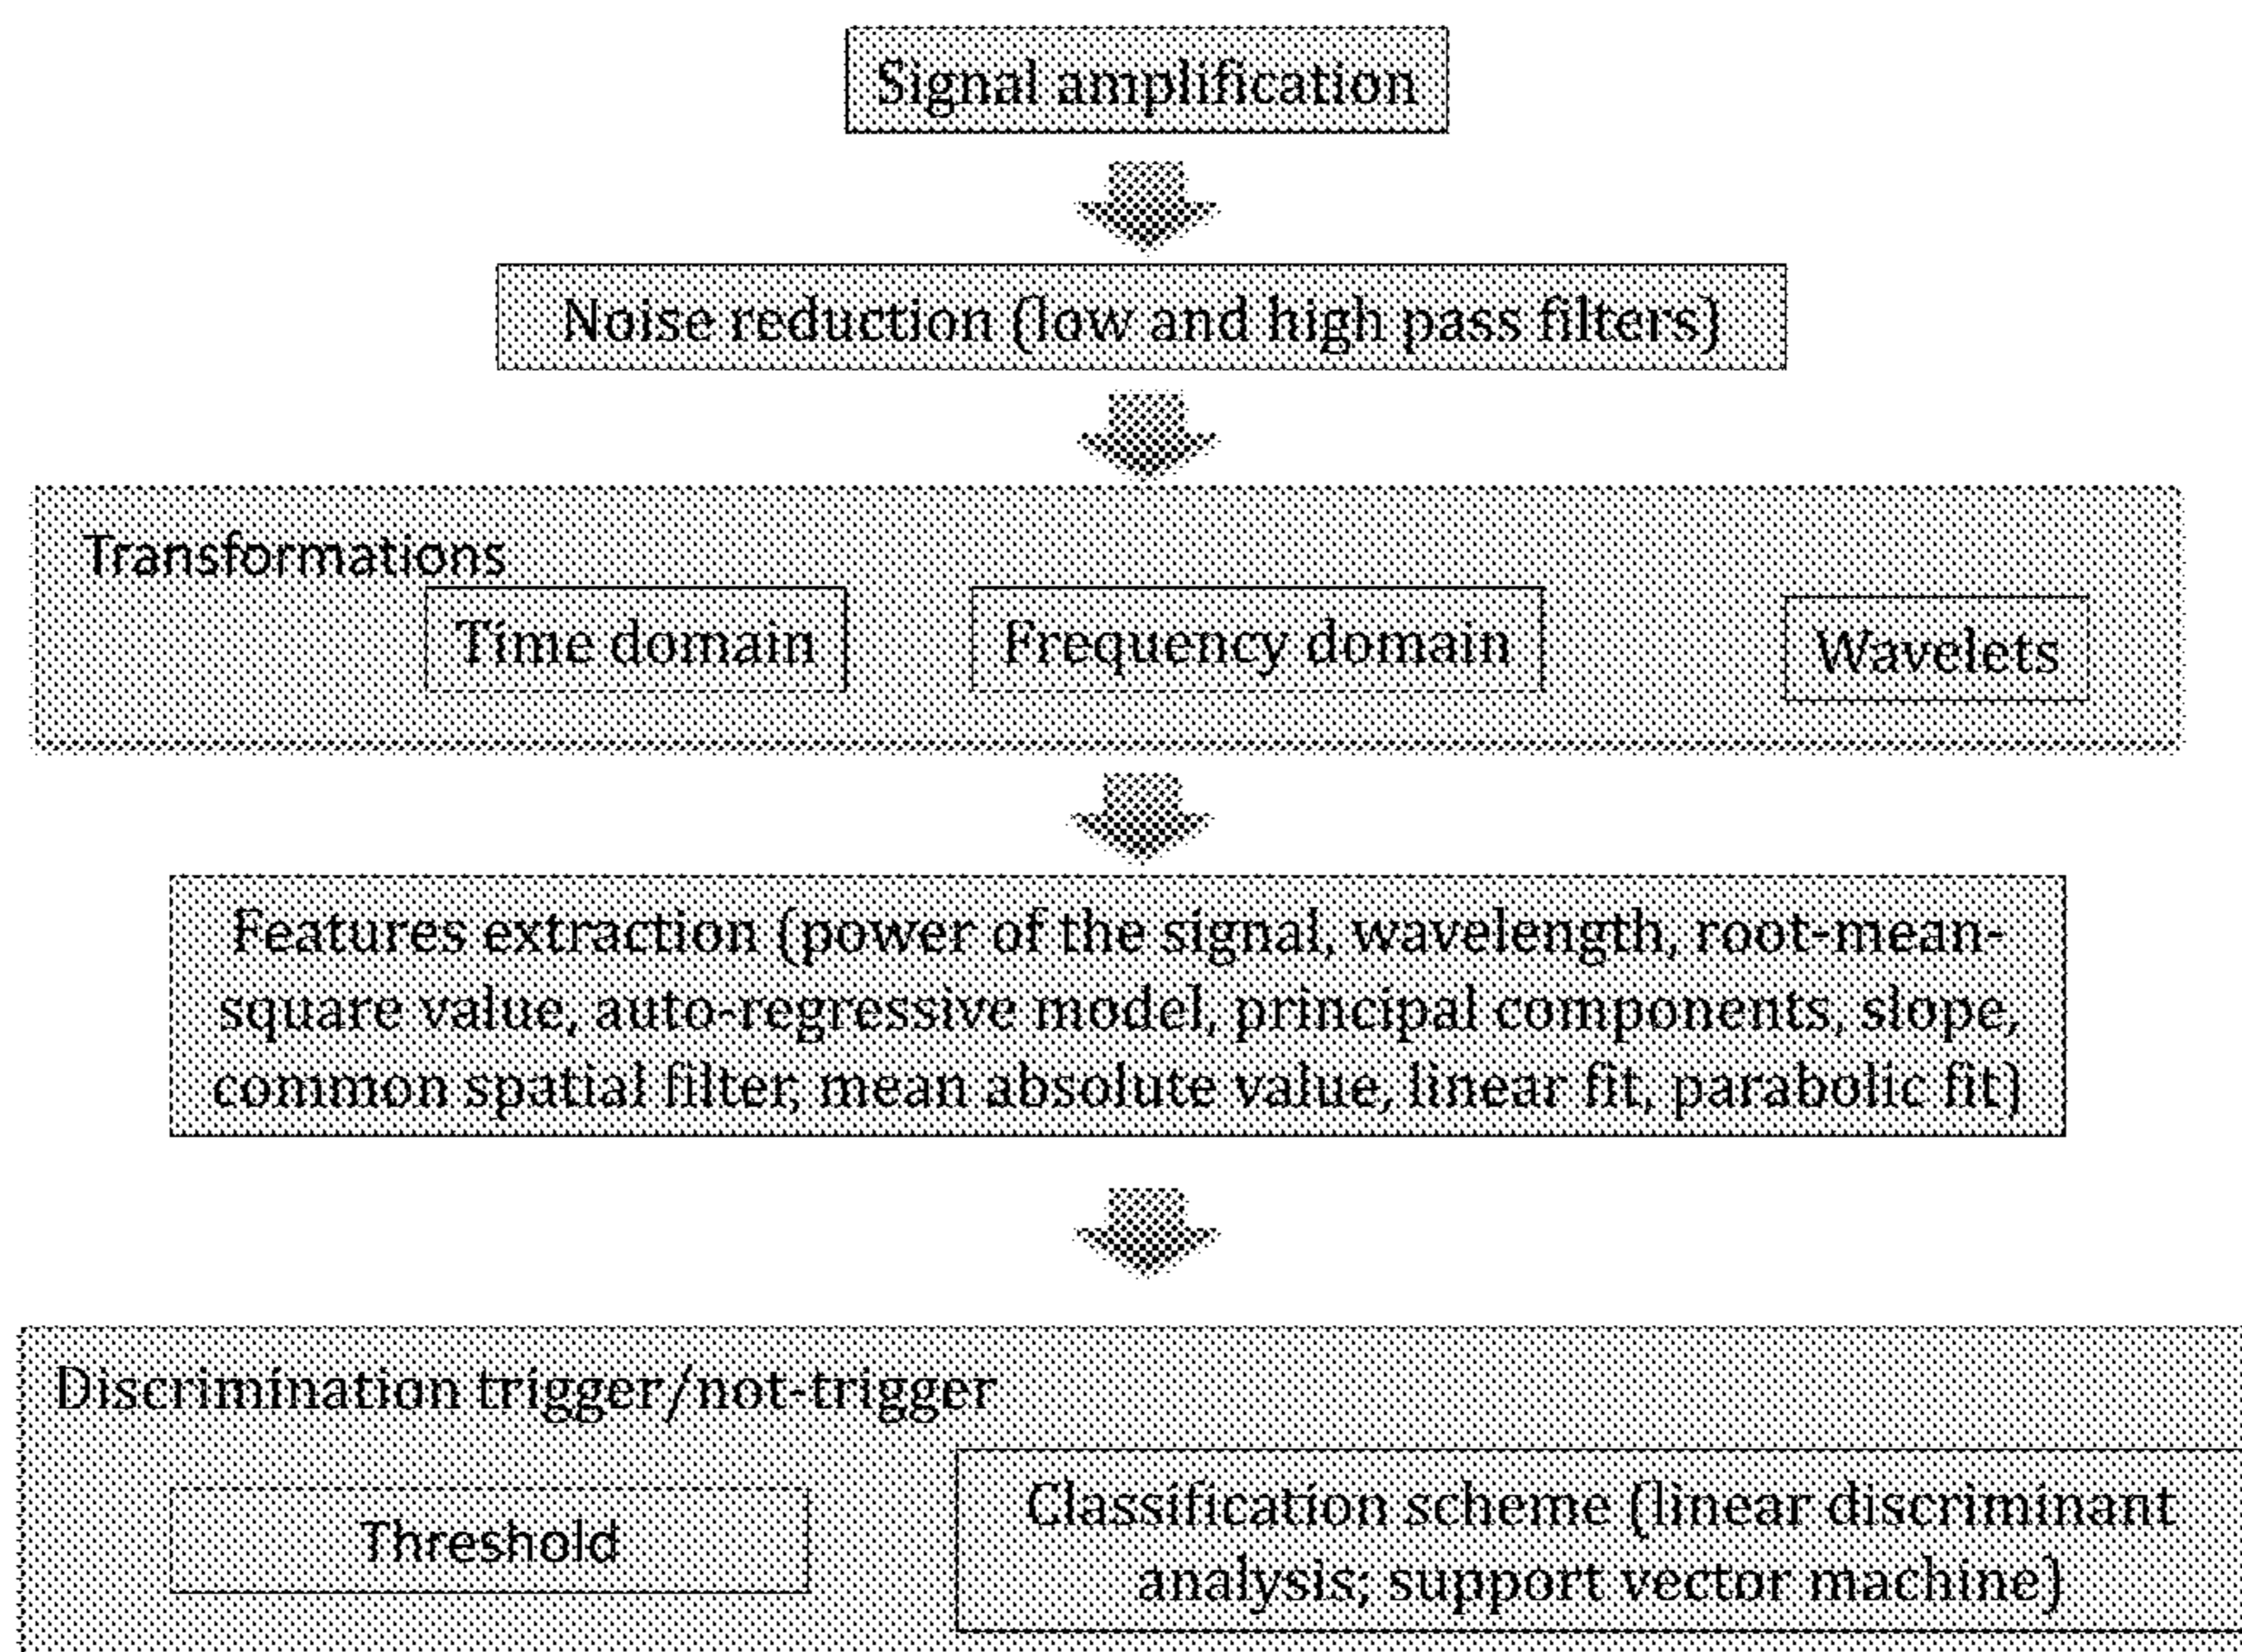 Signal amplification
Noise reduction (low and high pass filters)
Transformations
Time domain
Frequency domain
Wavelets
Features extraction (power of the signal, wavelength, root-mean-
square value, auto-regressive model, principal components, slope,
common spatial filter, mean absolute value, linear fit, parabolic fit)
Discrimination trigger/not-trigger
Threshold
Classification scheme (linear discriminant
analysis; support vector machine)